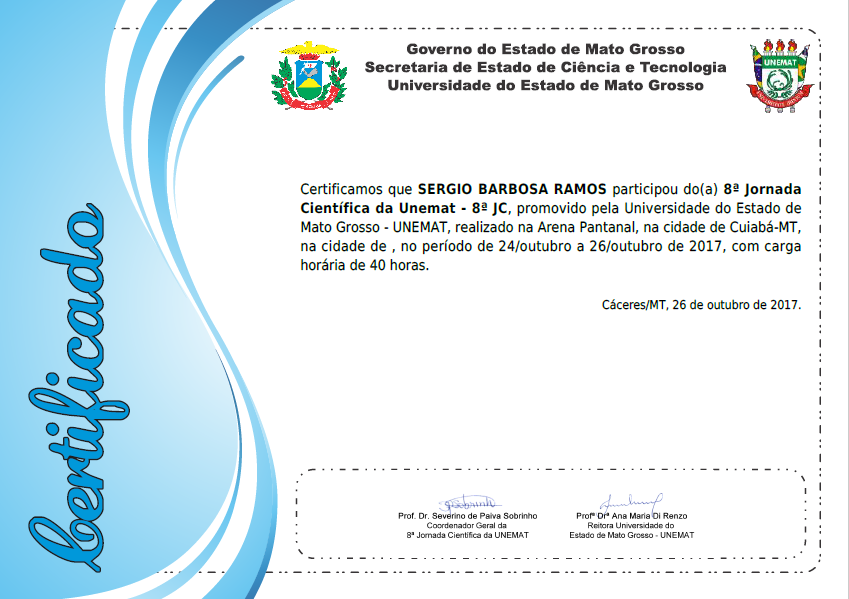 Governo do Estado de Mato Grosso
Secretaria de Estado de Ciência e Tecnologia
Universidade do Estado de Mato Grosso
UNEMAT
Certificado
Certificamos que SERGIO BARBOSA RAMOS participou do(a) 8ª Jornada
Científica da Unemat - 8ª JC, promovido pela Universidade do Estado de
Mato Grosso - UNEMAT, realizado na Arena Pantanal, na cidade de Cuiabá-MT,
na cidade de , no período de 24/outubro a 26/outubro de 2017, com carga
horária de 40 horas.
Cáceres/MT, 26 de outubro de 2017.
Prof. Dr. Severino de Paiva Sobrinho
Coordenador Geral da
8ª Jornada Científica da UNEMAT
Profª Drª Ana Maria Di Renzo
Reitora Universidade do
Estado de Mato Grosso - UNEMAT